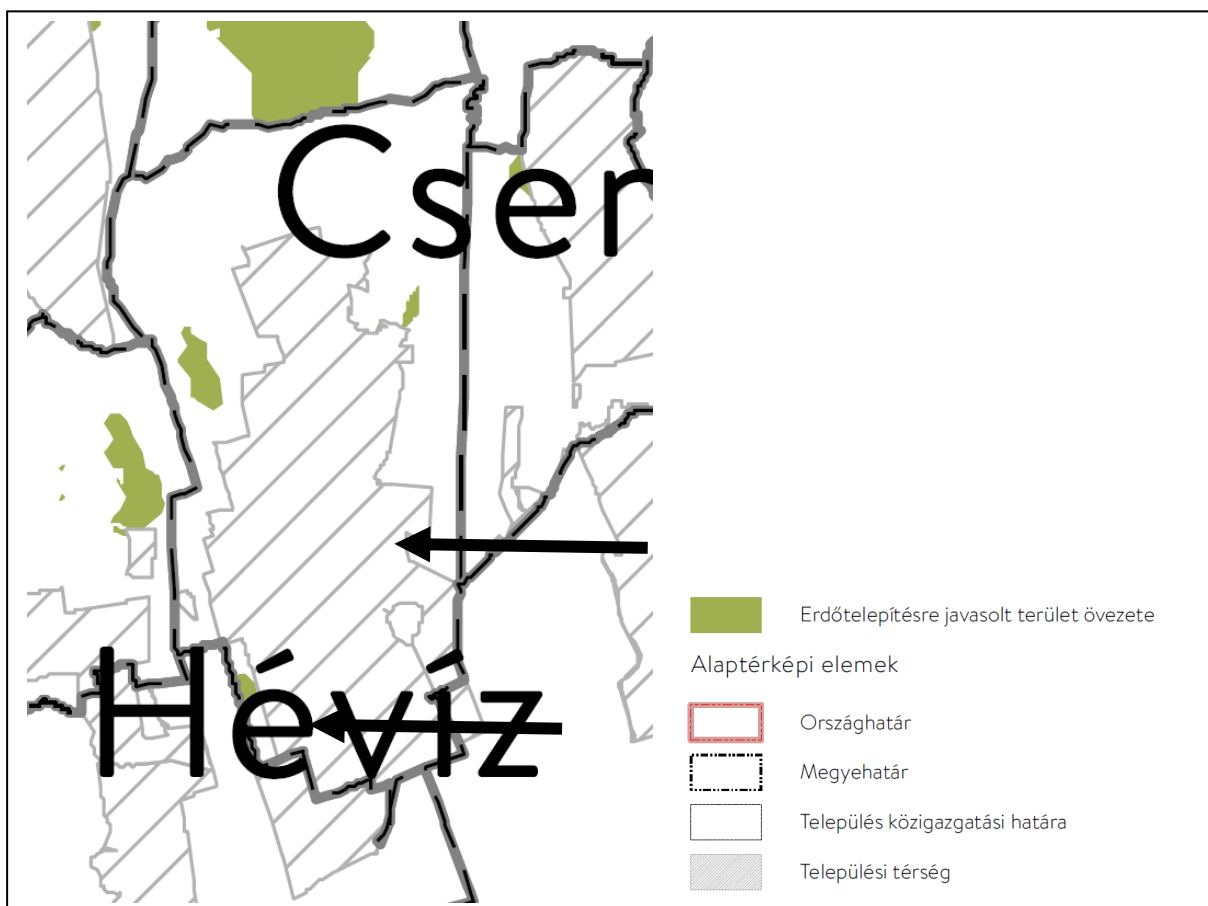 Cser
Hévíz
Erdőtelepítésre javasolt terület övezete
Alaptérképi elemek
Országhatár
Megyehatár
Település közigazgatási határa
Települési térség